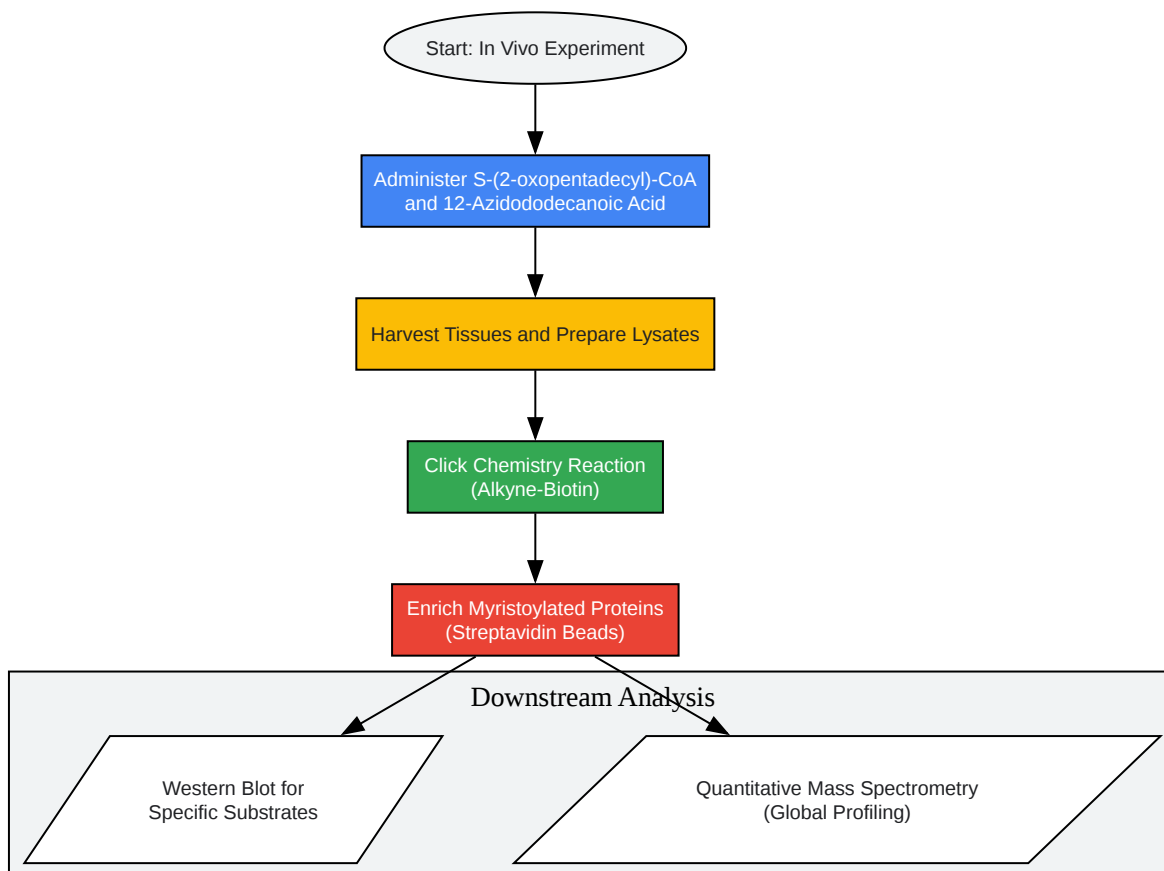 Start: In Vivo Experiment
Administer S-(2-oxopentadecyl)-CoA
and 12-Azidododecanoic Acid
Harvest Tissues and Prepare Lysates
Click Chemistry Reaction
(Alkyne-Biotin)
Enrich Myristoylated Proteins
(Streptavidin Beads)
Downstream Analysis
Western Blot for
Specific Substrates
Quantitative Mass Spectrometry
(Global Profiling)